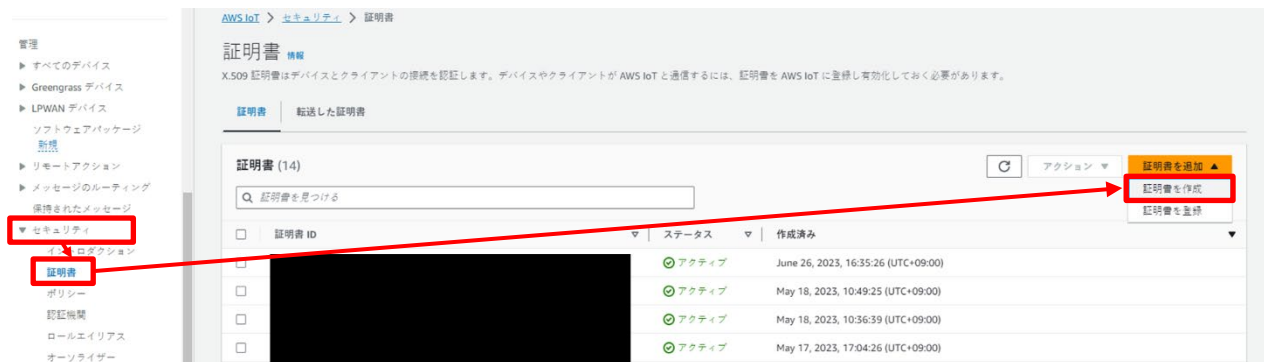 AWS IoT > セキュリティ > 証明書
管理
▶ すべてのデバイス
▶ Greengrass デバイス
▶ LPWAN デバイス
ソフトウェアパッケージ
新規
▶ リモートアクション
▶ メッセージのルーティング
保持されたメッセージ
▼ セキュリティ
イントロダクション
証明書
ポリシー
認証機関
ロールエイリアス
オーソライザー
証明書 情報
X.509 証明書はデバイスとクライアントの接続を認証します。デバイスやクライアントが AWS IoT と通信するには、証明書を AWS IoT に登録し有効化しておく必要があります。
証明書 転送した証明書
証明書 (14) アクション ▼ 証明書を追加 ▲
証明書を見つける 証明書を作成
証明書を登録
証明書 ID ▽ ステータス ▽ 作成済み ▼
アクティブ June 26, 2023, 16:35:26 (UTC+09:00)
アクティブ May 18, 2023, 10:49:25 (UTC+09:00)
アクティブ May 18, 2023, 10:36:39 (UTC+09:00)
アクティブ May 17, 2023, 17:04:26 (UTC+09:00)